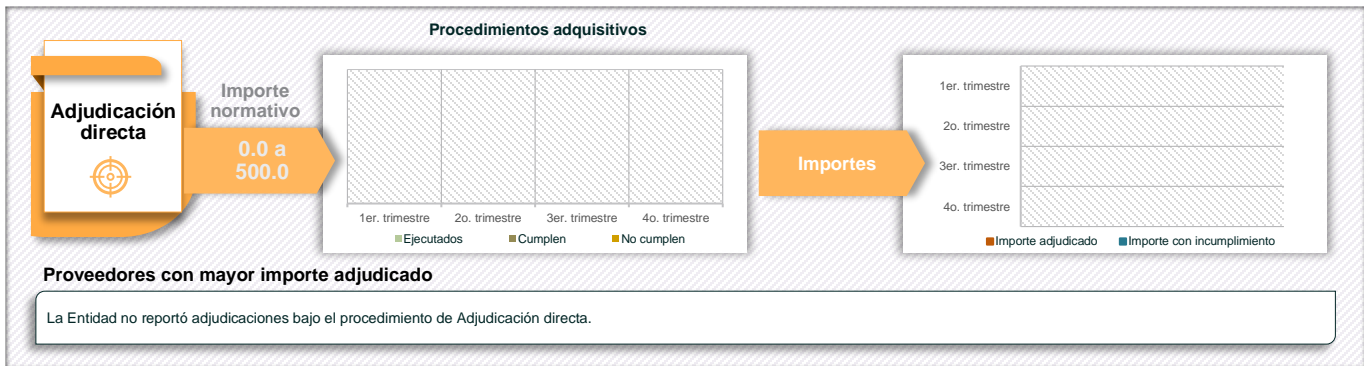 Procedimientos adquisitivos
Adjudicación
directa
Importe
normativo
0.0 a
500.0
1er. trimestre
2o. trimestre
3er. trimestre
4o. trimestre
Ejecutados
Cumplen
No cumplen
Importes
1er. trimestre
2o. trimestre
3er. trimestre
4o. trimestre
Importe adjudicado
Importe con incumplimiento
Proveedores con mayor importe adjudicado
La Entidad no reportó adjudicaciones bajo el procedimiento de Adjudicación directa.